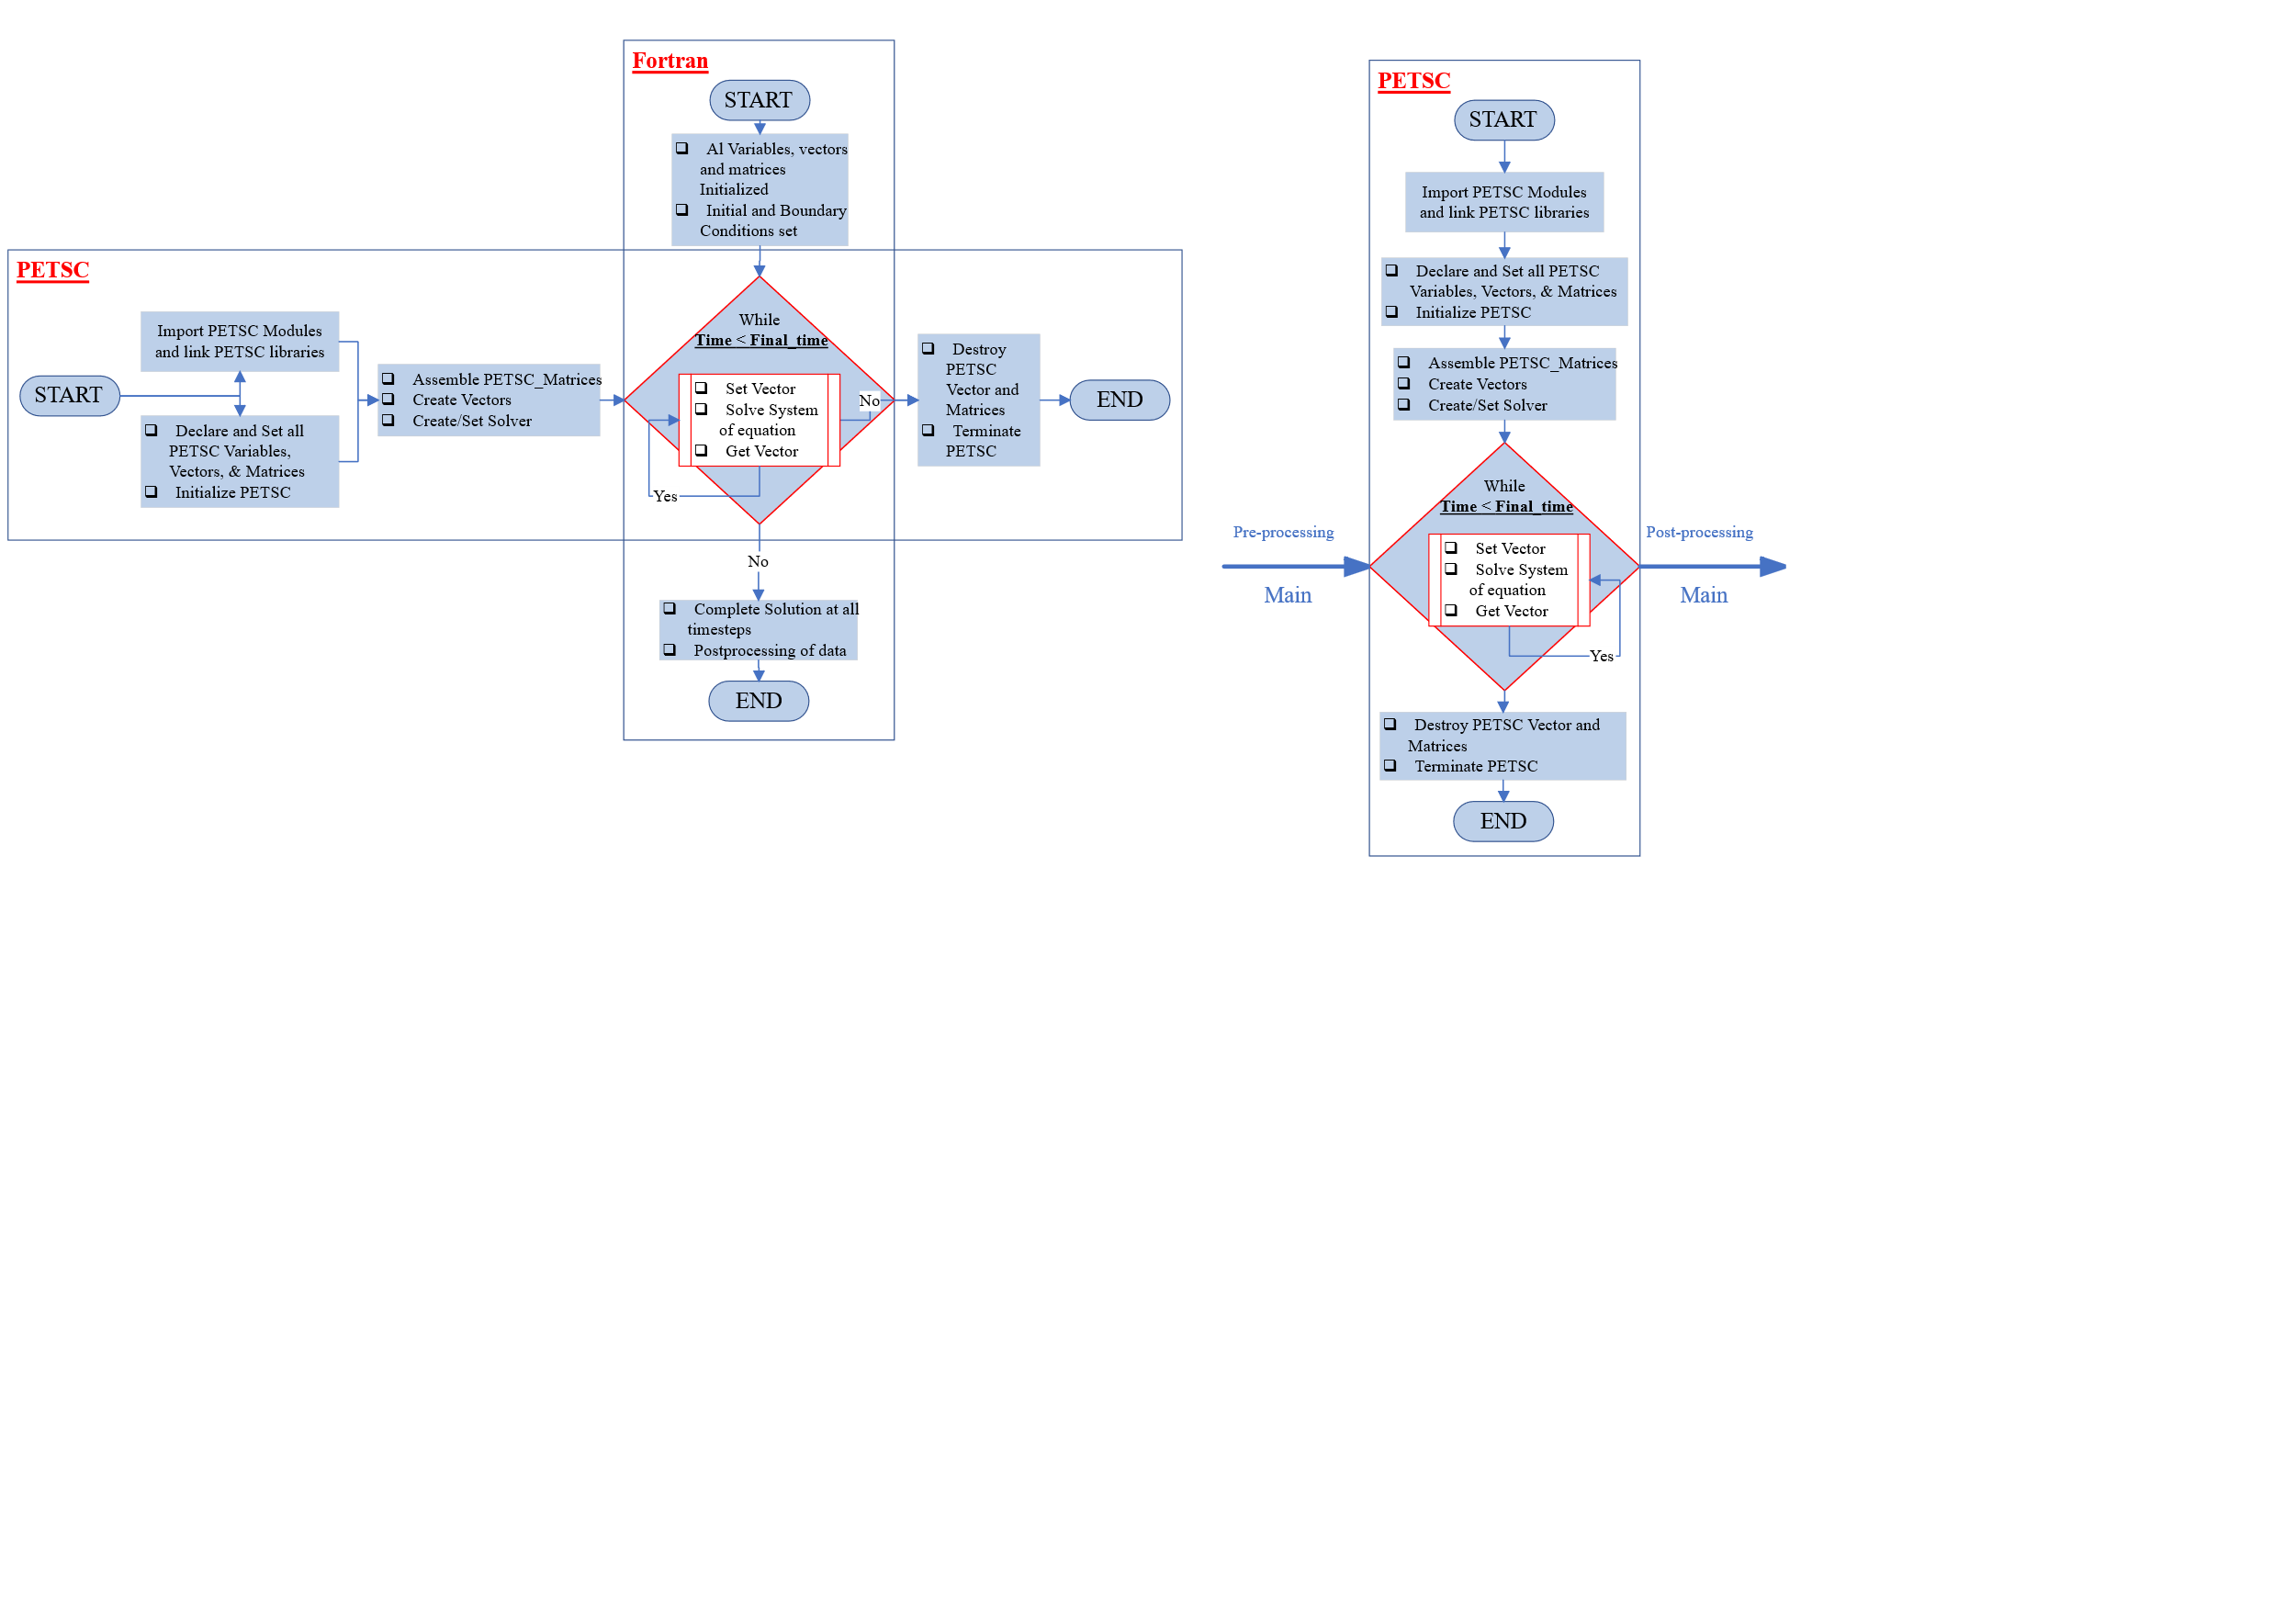 Fortran
START
❑ Al Variables, vectors
and matrices
Initialized
❑ Initial and Boundary
Conditions set
PETSC
START
Import PETSC Modules
and link PETSC libraries
❑ Declare and Set all
PETSC Variables,
Vectors, & Matrices
❑ Initialize PETSC
❑ Assemble PETSC_Matrices
❑ Create Vectors
❑ Create/Set Solver
While
Time < Final_time
❑ Set Vector
❑ Solve System
of equation
❑ Get Vector
Yes
No
❑ Destroy
PETSC
Vector and
Matrices
❑ Terminate
PETSC
END
No
❑ Complete Solution at all
timesteps
❑ Postprocessing of data
END
PETSC
START
Import PETSC Modules
and link PETSC libraries
❑ Declare and Set all PETSC
Variables, Vectors, & Matrices
❑ Initialize PETSC
❑ Assemble PETSC_Matrices
❑ Create Vectors
❑ Create/Set Solver
Pre-processing
Main
While
Time < Final_time
❑ Set Vector
❑ Solve System
of equation
❑ Get Vector
Yes
Post-processing
Main
❑ Destroy PETSC Vector and
Matrices
❑ Terminate PETSC
END